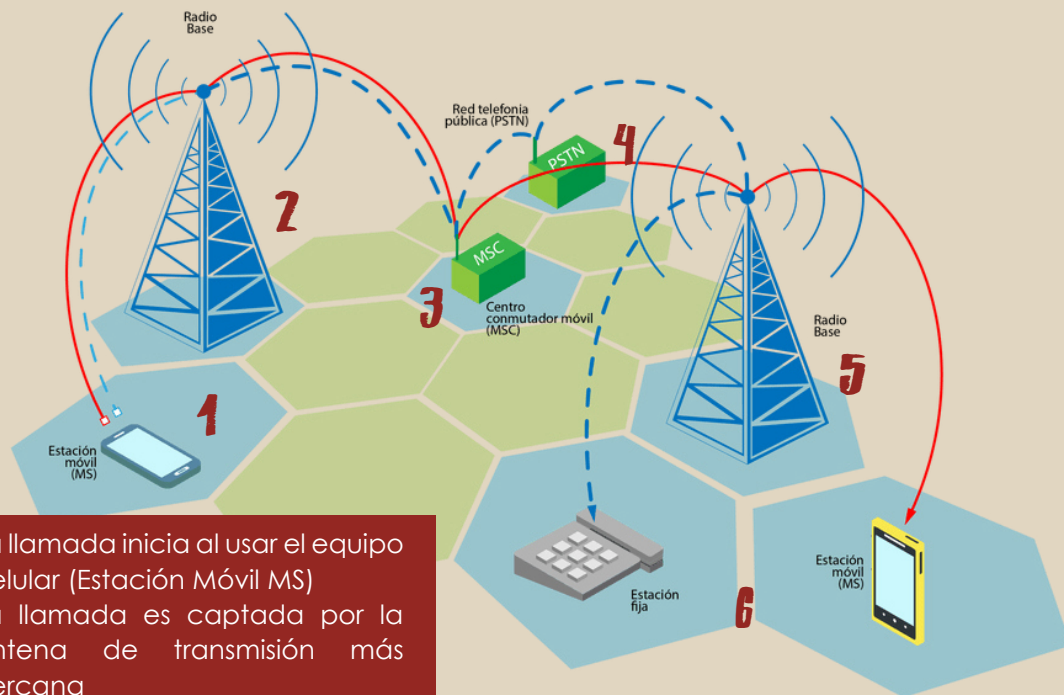 Radio
Base
2
Red telefonía
pública (PSTN)
PSTN
4
MSC
3
Centro
conmutador móvil
(MSC)
Radio
Base
5
1
Estación
móvil
(MS)
llamada inicia al usar el equipo
(Estación Móvil MS)
llamada es captada por la
de transmisión más
Estación
fija
6
Estación
móvil
(MS)